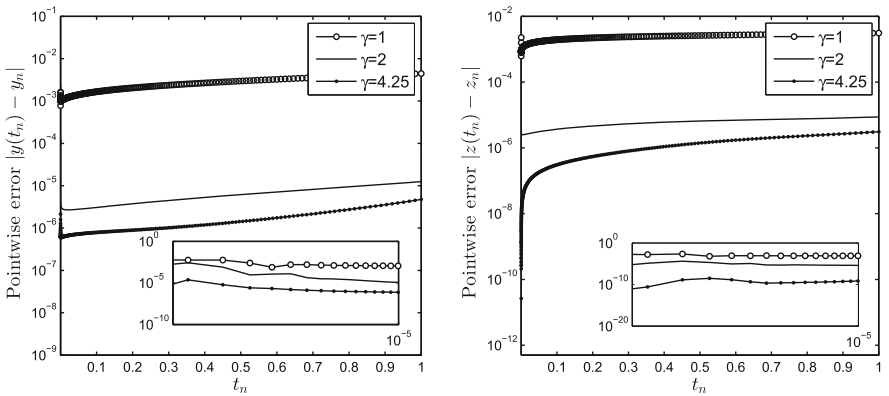 Pointwise error |y(t_n) − y_n|
10^-1
10^-2
10^-3
10^-4
10^-5
10^-6
10^-7
10^-8
10^-9
γ=1
γ=2
γ=4.25
10^0
10^-5
10^-10
10^-5
0.1 0.2 0.3 0.4 0.5 0.6 0.7 0.8 0.9 1
t_n
Pointwise error |z(t_n) − z_n|
10^-2
10^-4
10^-6
10^-8
10^-10
10^-12
γ=1
γ=2
γ=4.25
10^0
10^-10
10^-20
10^-5
0.1 0.2 0.3 0.4 0.5 0.6 0.7 0.8 0.9 1
t_n